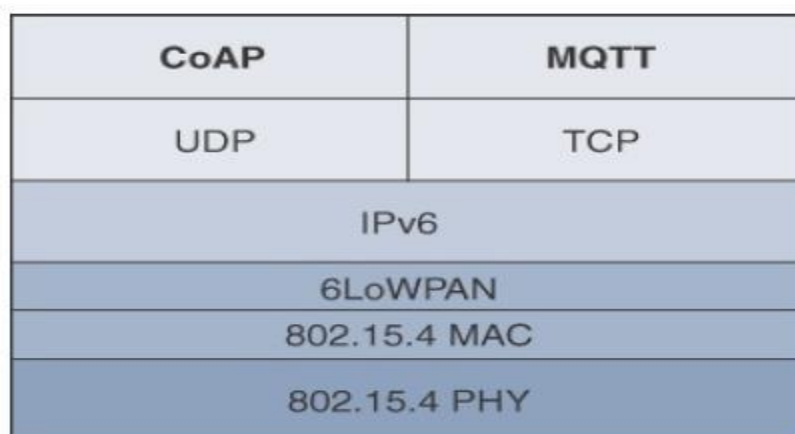 CoAP MQTT
UDP TCP
IPv6
6LoWPAN
802.15.4 MAC
802.15.4 PHY